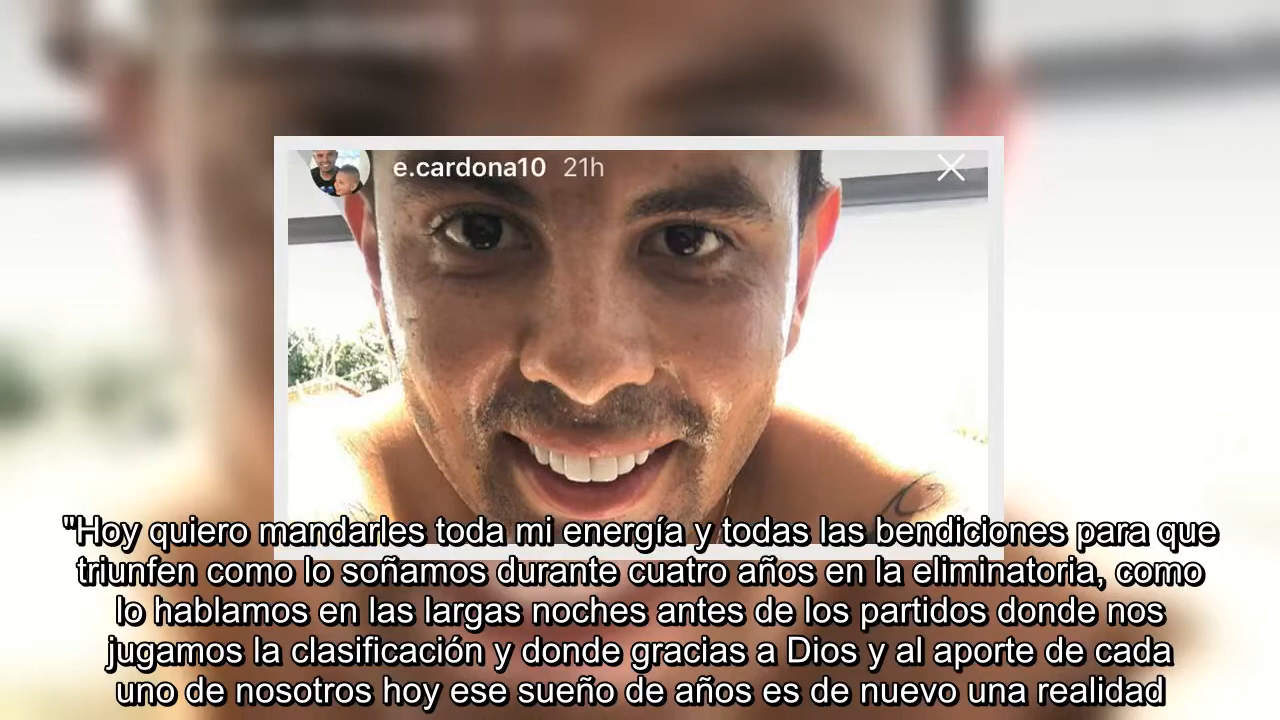 e.cardona10 21h
"Hoy quiero mandarles toda mi energía y todas las bendiciones para que
triunfen como lo soñamos durante cuatro años en la eliminatoria, como
lo hablamos en las largas noches antes de los partidos donde nos
jugamos la clasificación y donde gracias a Dios y al aporte de cada
uno de nosotros hoy ese sueño de años es de nuevo una realidad